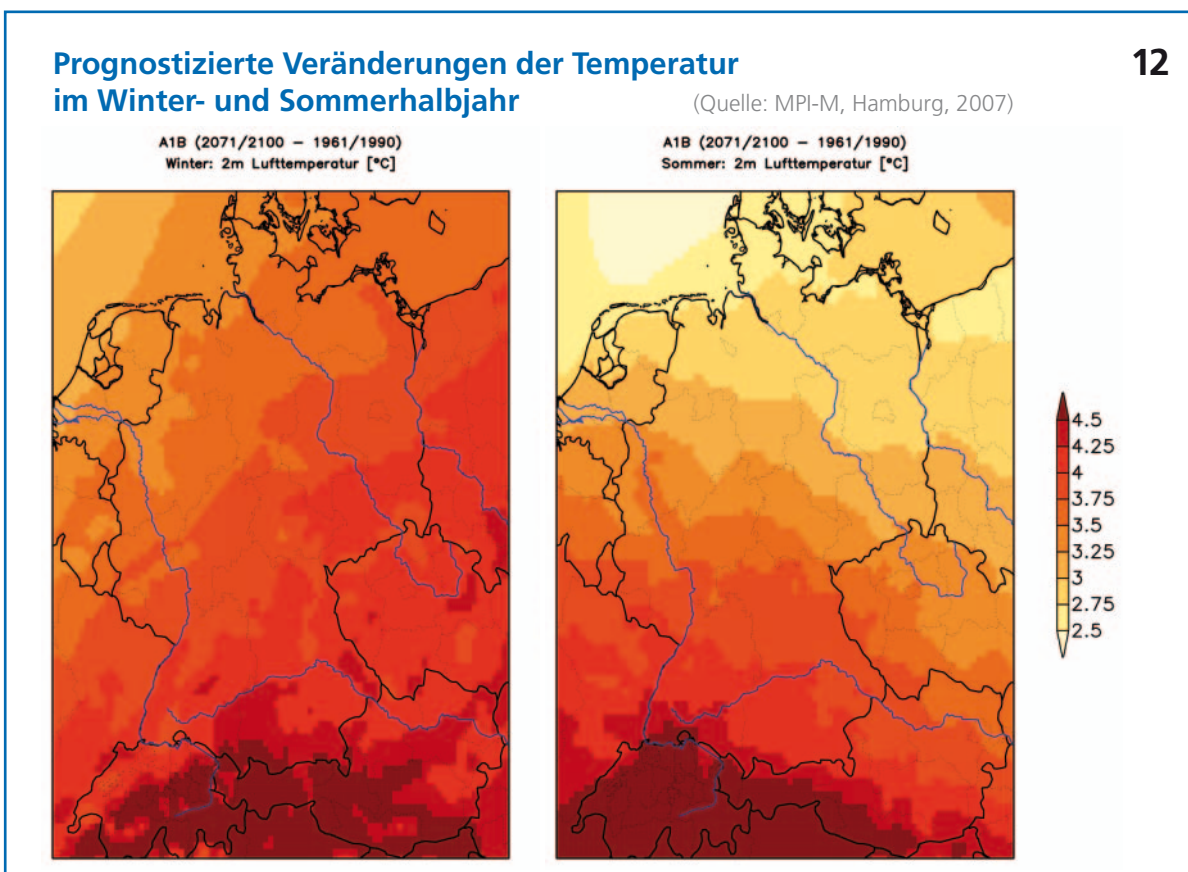 Prognostizierte Veränderungen der Temperatur
im Winter- und Sommerhalbjahr
(Quelle: MPI-M, Hamburg, 2007)
12
A1B (2071/2100 – 1961/1990)
Winter: 2m Lufttemperatur [°C]
A1B (2071/2100 – 1961/1990)
Sommer: 2m Lufttemperatur [°C]
4.5
4.25
4
3.75
3.5
3.25
3
2.75
2.5